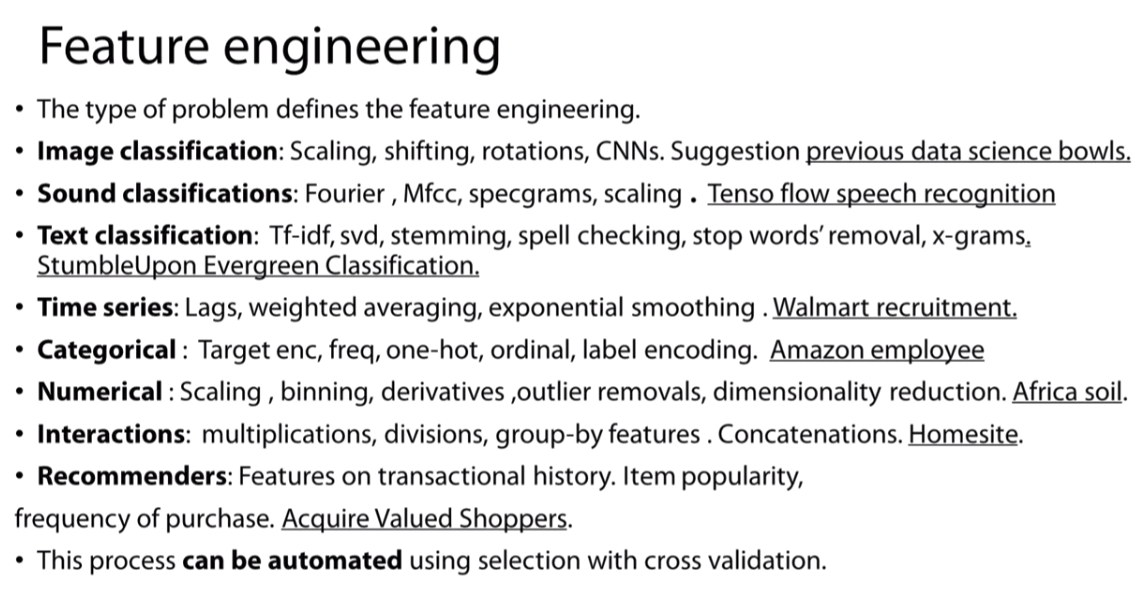 Feature engineering
• The type of problem defines the feature engineering.
• Image classification: Scaling, shifting, rotations, CNNs. Suggestion previous data science bowls.
• Sound classifications: Fourier , Mfcc, specgrams, scaling . Tenso flow speech recognition
• Text classification: Tf-idf, svd, stemming, spell checking, stop words’ removal, x-grams.
StumbleUpon Evergreen Classification.
• Time series: Lags, weighted averaging, exponential smoothing . Walmart recruitment.
• Categorical : Target enc, freq, one-hot, ordinal, label encoding. Amazon employee
• Numerical : Scaling , binning, derivatives ,outlier removals, dimensionality reduction. Africa soil.
• Interactions: multiplications, divisions, group-by features . Concatenations. Homesite.
• Recommenders: Features on transactional history. Item popularity,
frequency of purchase. Acquire Valued Shoppers.
• This process can be automated using selection with cross validation.